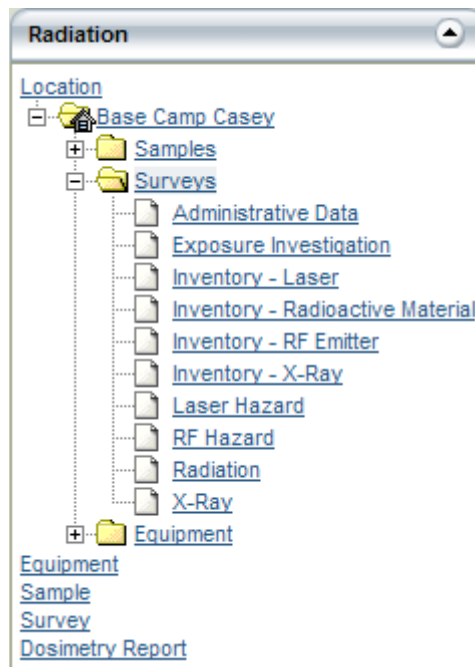 Radiation
Location
Base Camp Casey
Samples
Surveys
Administrative Data
Exposure Investigation
Inventory - Laser
Inventory - Radioactive Material
Inventory - RF Emitter
Inventory - X-Ray
Laser Hazard
RF Hazard
Radiation
X-Ray
Equipment
Equipment
Sample
Survey
Dosimetry Report